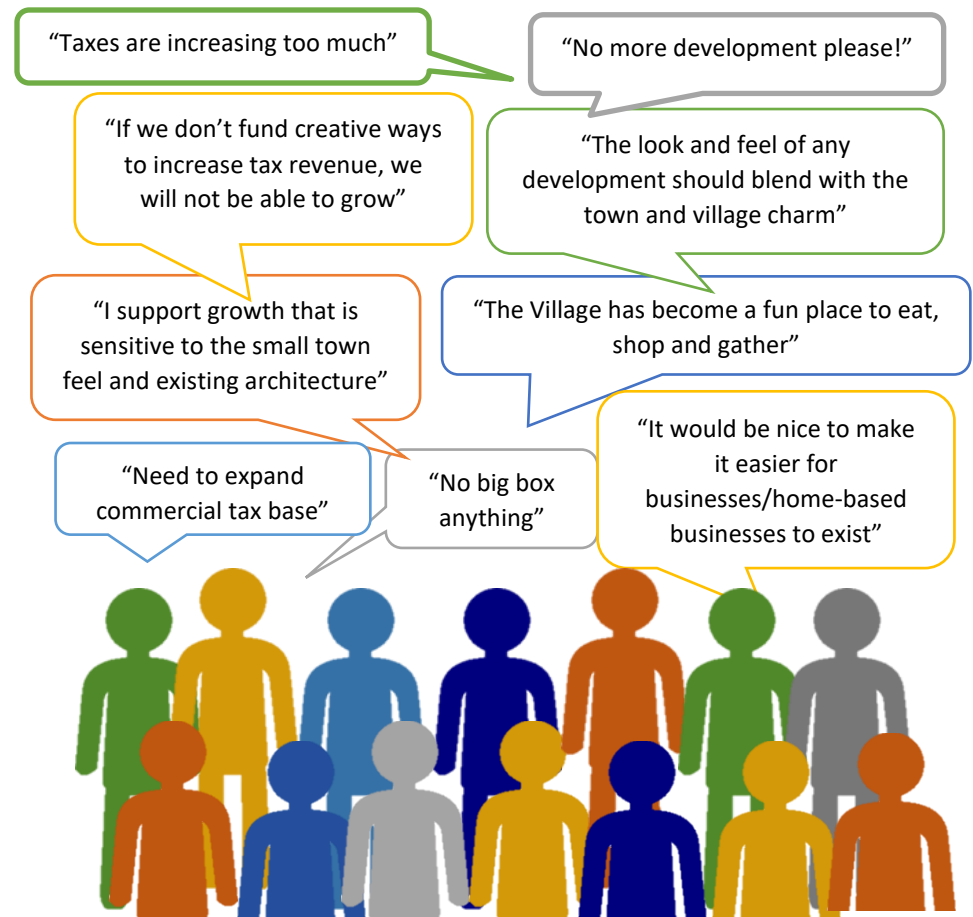 “Taxes are increasing too much”
“No more development please!”
“If we don’t fund creative ways
to increase tax revenue, we
will not be able to grow”
“The look and feel of any
development should blend with the
town and village charm”
“I support growth that is
sensitive to the small town
feel and existing architecture”
“The Village has become a fun place to eat,
shop and gather”
“Need to expand
commercial tax base”
“No big box
anything”
“It would be nice to make
it easier for
businesses/home-based
businesses to exist”